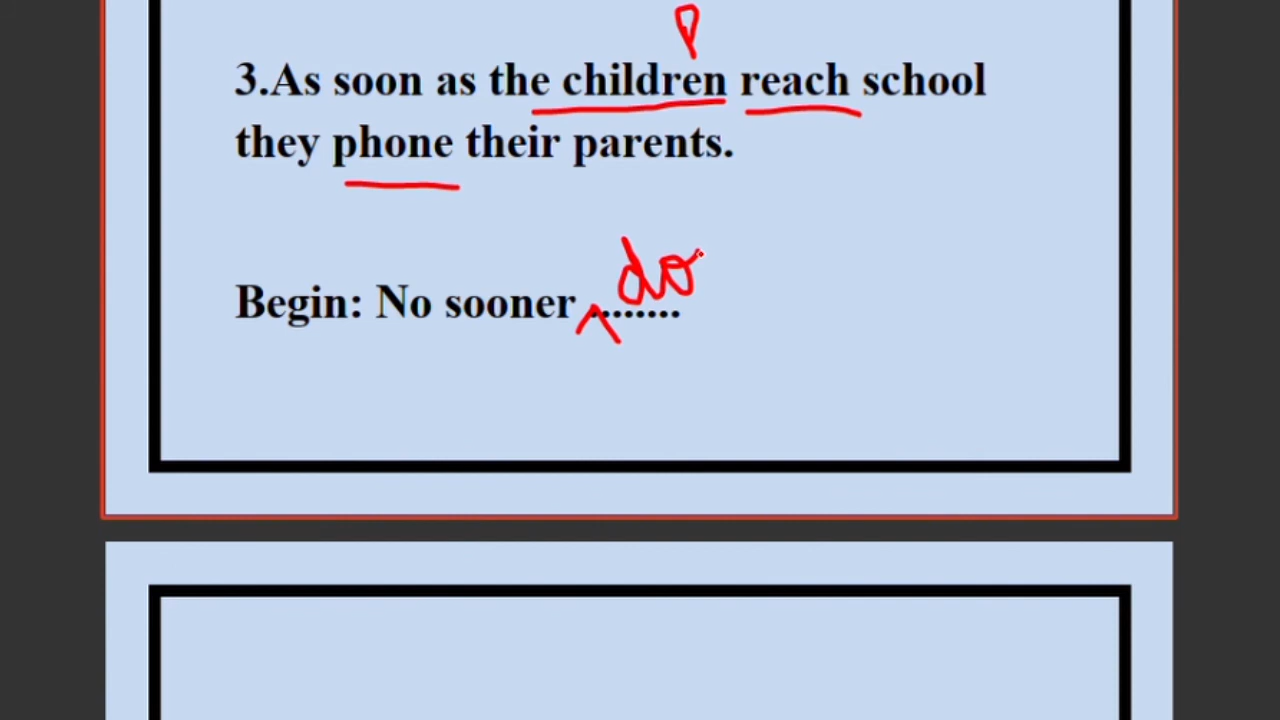 P
3.As soon as the children reach school
they phone their parents.
do
Begin: No sooner ........